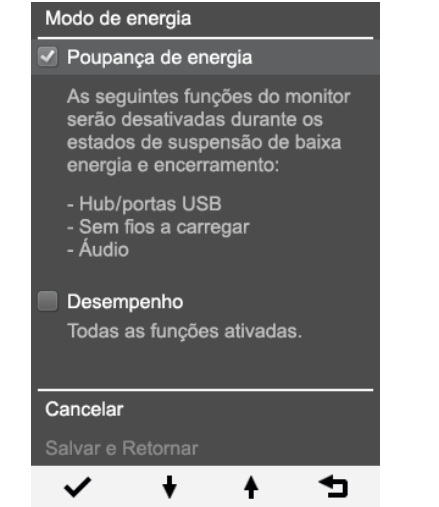 Modo de energia
Poupança de energia
As seguintes funções do monitor
serão desativadas durante os
estados de suspensão de baixa
energia e encerramento:
- Hub/portas USB
- Sem fios a carregar
- Áudio
Desempenho
Todas as funções ativadas.
Cancelar
Salvar e Retornar